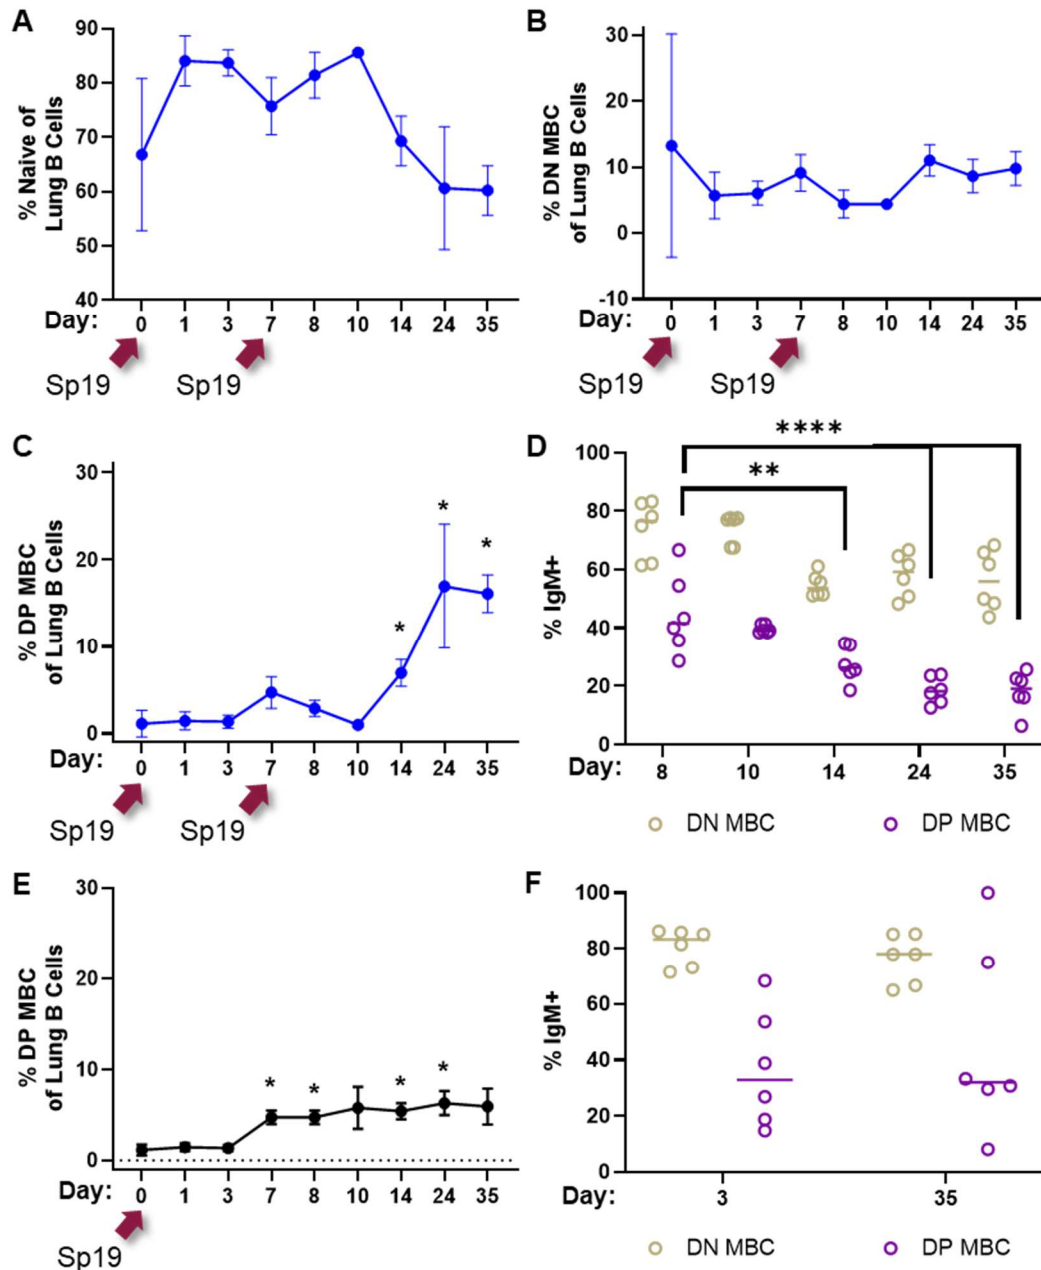 A
% Naïve of
Lung B Cells
90
80
70
60
50
40
Day: 0 1 3 7 8 10 14 24 35
Sp19 Sp19
B
% DN MBC
of Lung B Cells
30
20
10
0
-10
Day: 0 1 3 7 8 10 14 24 35
Sp19 Sp19
C
% DP MBC
of Lung B Cells
30
20
10
0
* * *
Day: 0 1 3 7 8 10 14 24 35
Sp19 Sp19
D
% IgM+
100
80
60
40
20
0
****
**
Day: 8 10 14 24 35
DN MBC DP MBC
E
% DP MBC
of Lung B Cells
30
20
10
0
* * * *
Day: 0 1 3 7 8 10 14 24 35
Sp19
F
% IgM+
100
80
60
40
20
0
Day: 3 35
DN MBC DP MBC